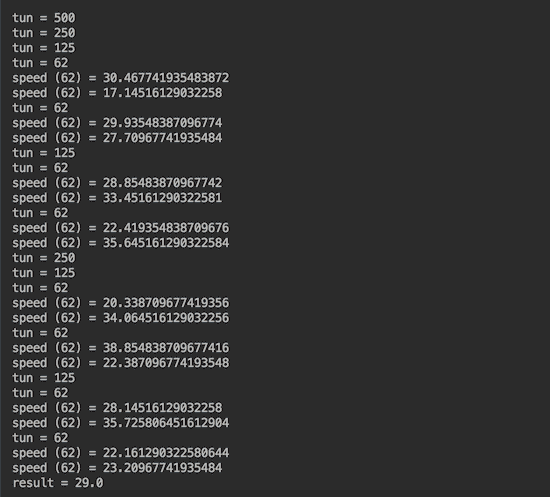 tun = 500
tun = 250
tun = 125
tun = 62
speed (62) = 30.467741935483872
speed (62) = 17.14516129032258
tun = 62
speed (62) = 29.93548387096774
speed (62) = 27.70967741935484
tun = 125
tun = 62
speed (62) = 28.85483870967742
speed (62) = 33.45161290322581
tun = 62
speed (62) = 22.419354838709676
speed (62) = 35.645161290322584
tun = 250
tun = 125
tun = 62
speed (62) = 20.338709677419356
speed (62) = 34.064516129032256
tun = 62
speed (62) = 38.854838709677416
speed (62) = 22.387096774193548
tun = 125
tun = 62
speed (62) = 28.14516129032258
speed (62) = 35.725806451612904
tun = 62
speed (62) = 22.161290322580644
speed (62) = 23.20967741935484
result = 29.0